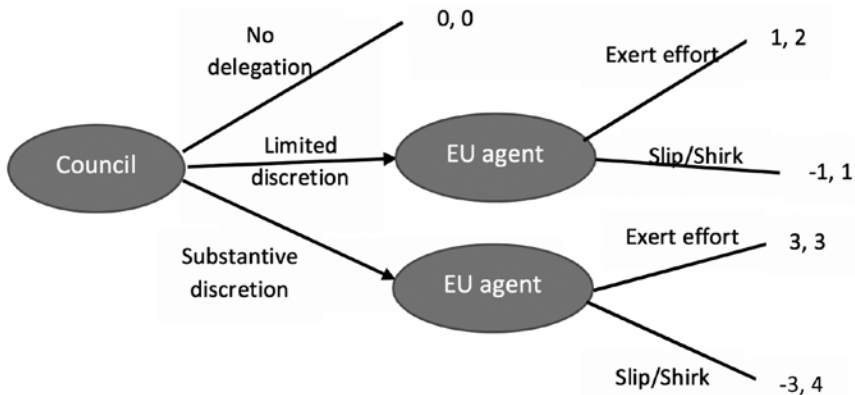 No
delegation
0, 0
Council
Limited
discretion
EU agent
Exert effort
1, 2
Slip/Shirk
-1, 1
Substantive
discretion
EU agent
Exert effort
3, 3
Slip/Shirk
-3, 4